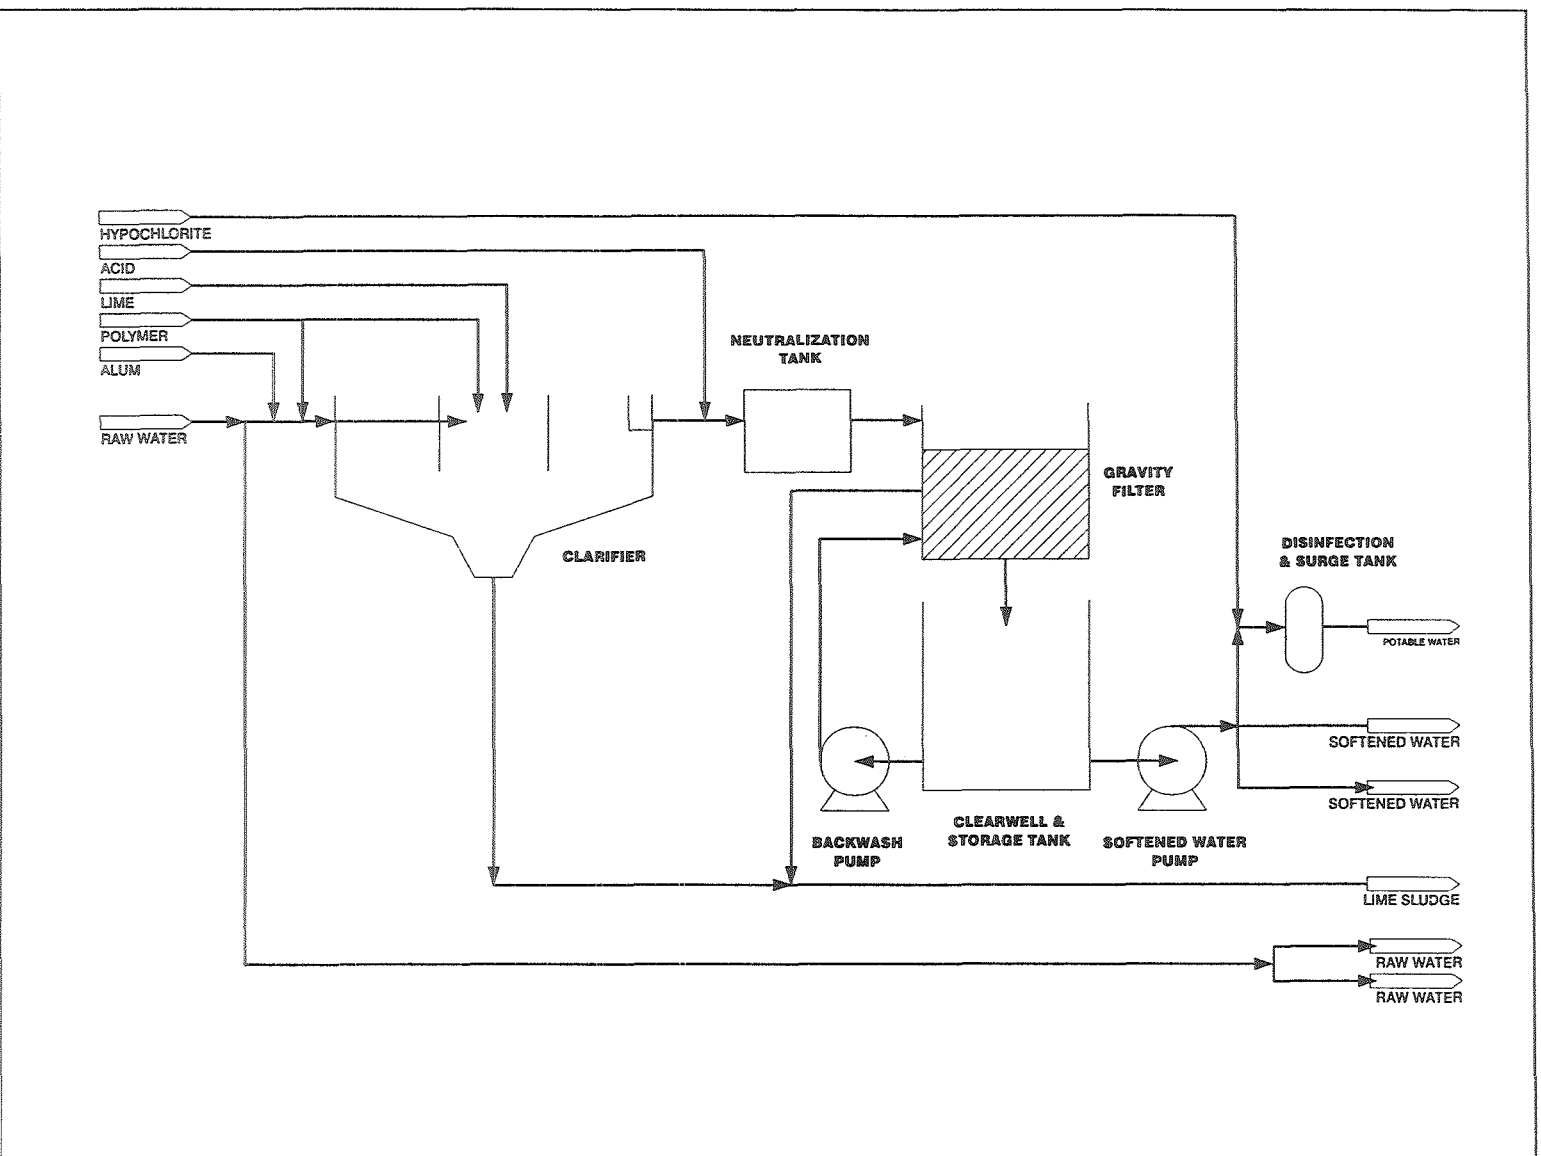 HYPOCHLORITE
ACID
LIME
POLYMER
ALUM
RAW WATER
NEUTRALIZATION
TANK
GRAVITY
FILTER
CLARIFIER
DISINFECTION
& SURGE TANK
POTABLE WATER
SOFTENED WATER
SOFTENED WATER
CLEARWELL &
STORAGE TANK
BACKWASH
PUMP
SOFTENED WATER
PUMP
LIME SLUDGE
RAW WATER
RAW WATER